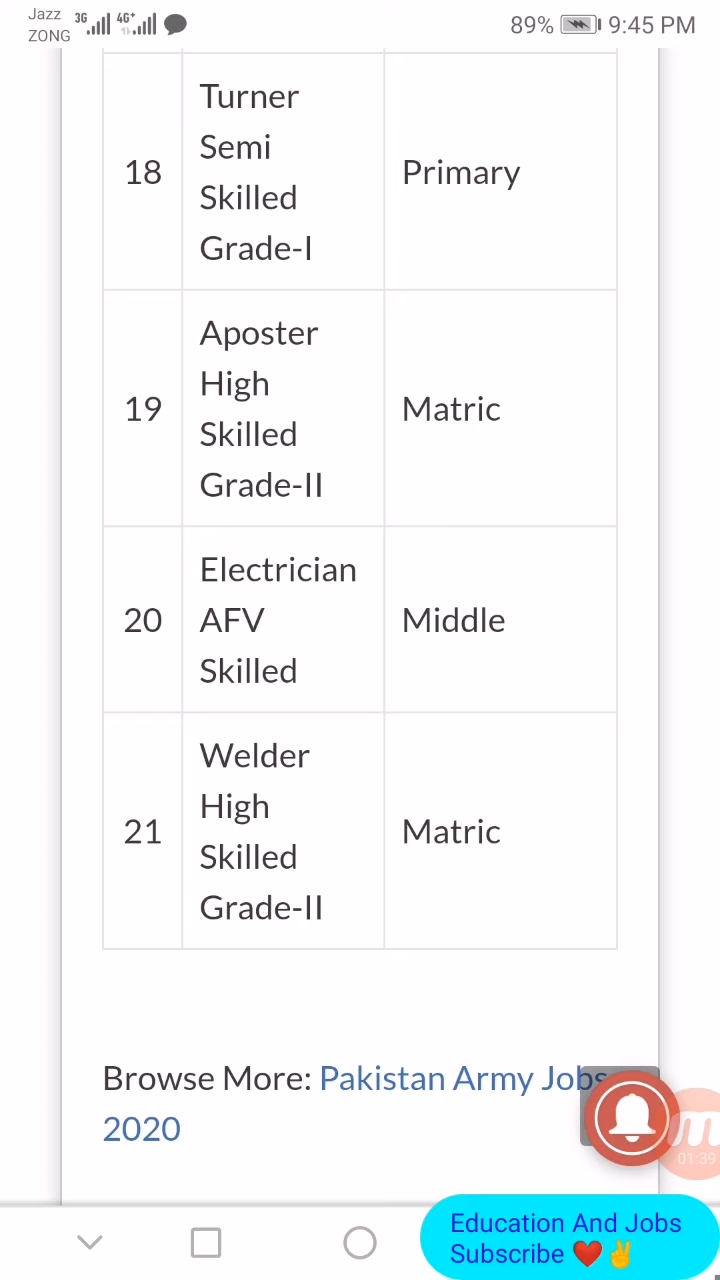 Jazz 3G 4G+ 89% 9:45 PM
ZONG
Turner
Semi
18 Primary
Skilled
Grade-I
Aposter
High
19 Matric
Skilled
Grade-II
Electrician
20 AFV Middle
Skilled
Welder
High
21 Matric
Skilled
Grade-II
Browse More: Pakistan Army Jobs
2020
m
01:39
Education And Jobs
Subscribe ❤️✌️